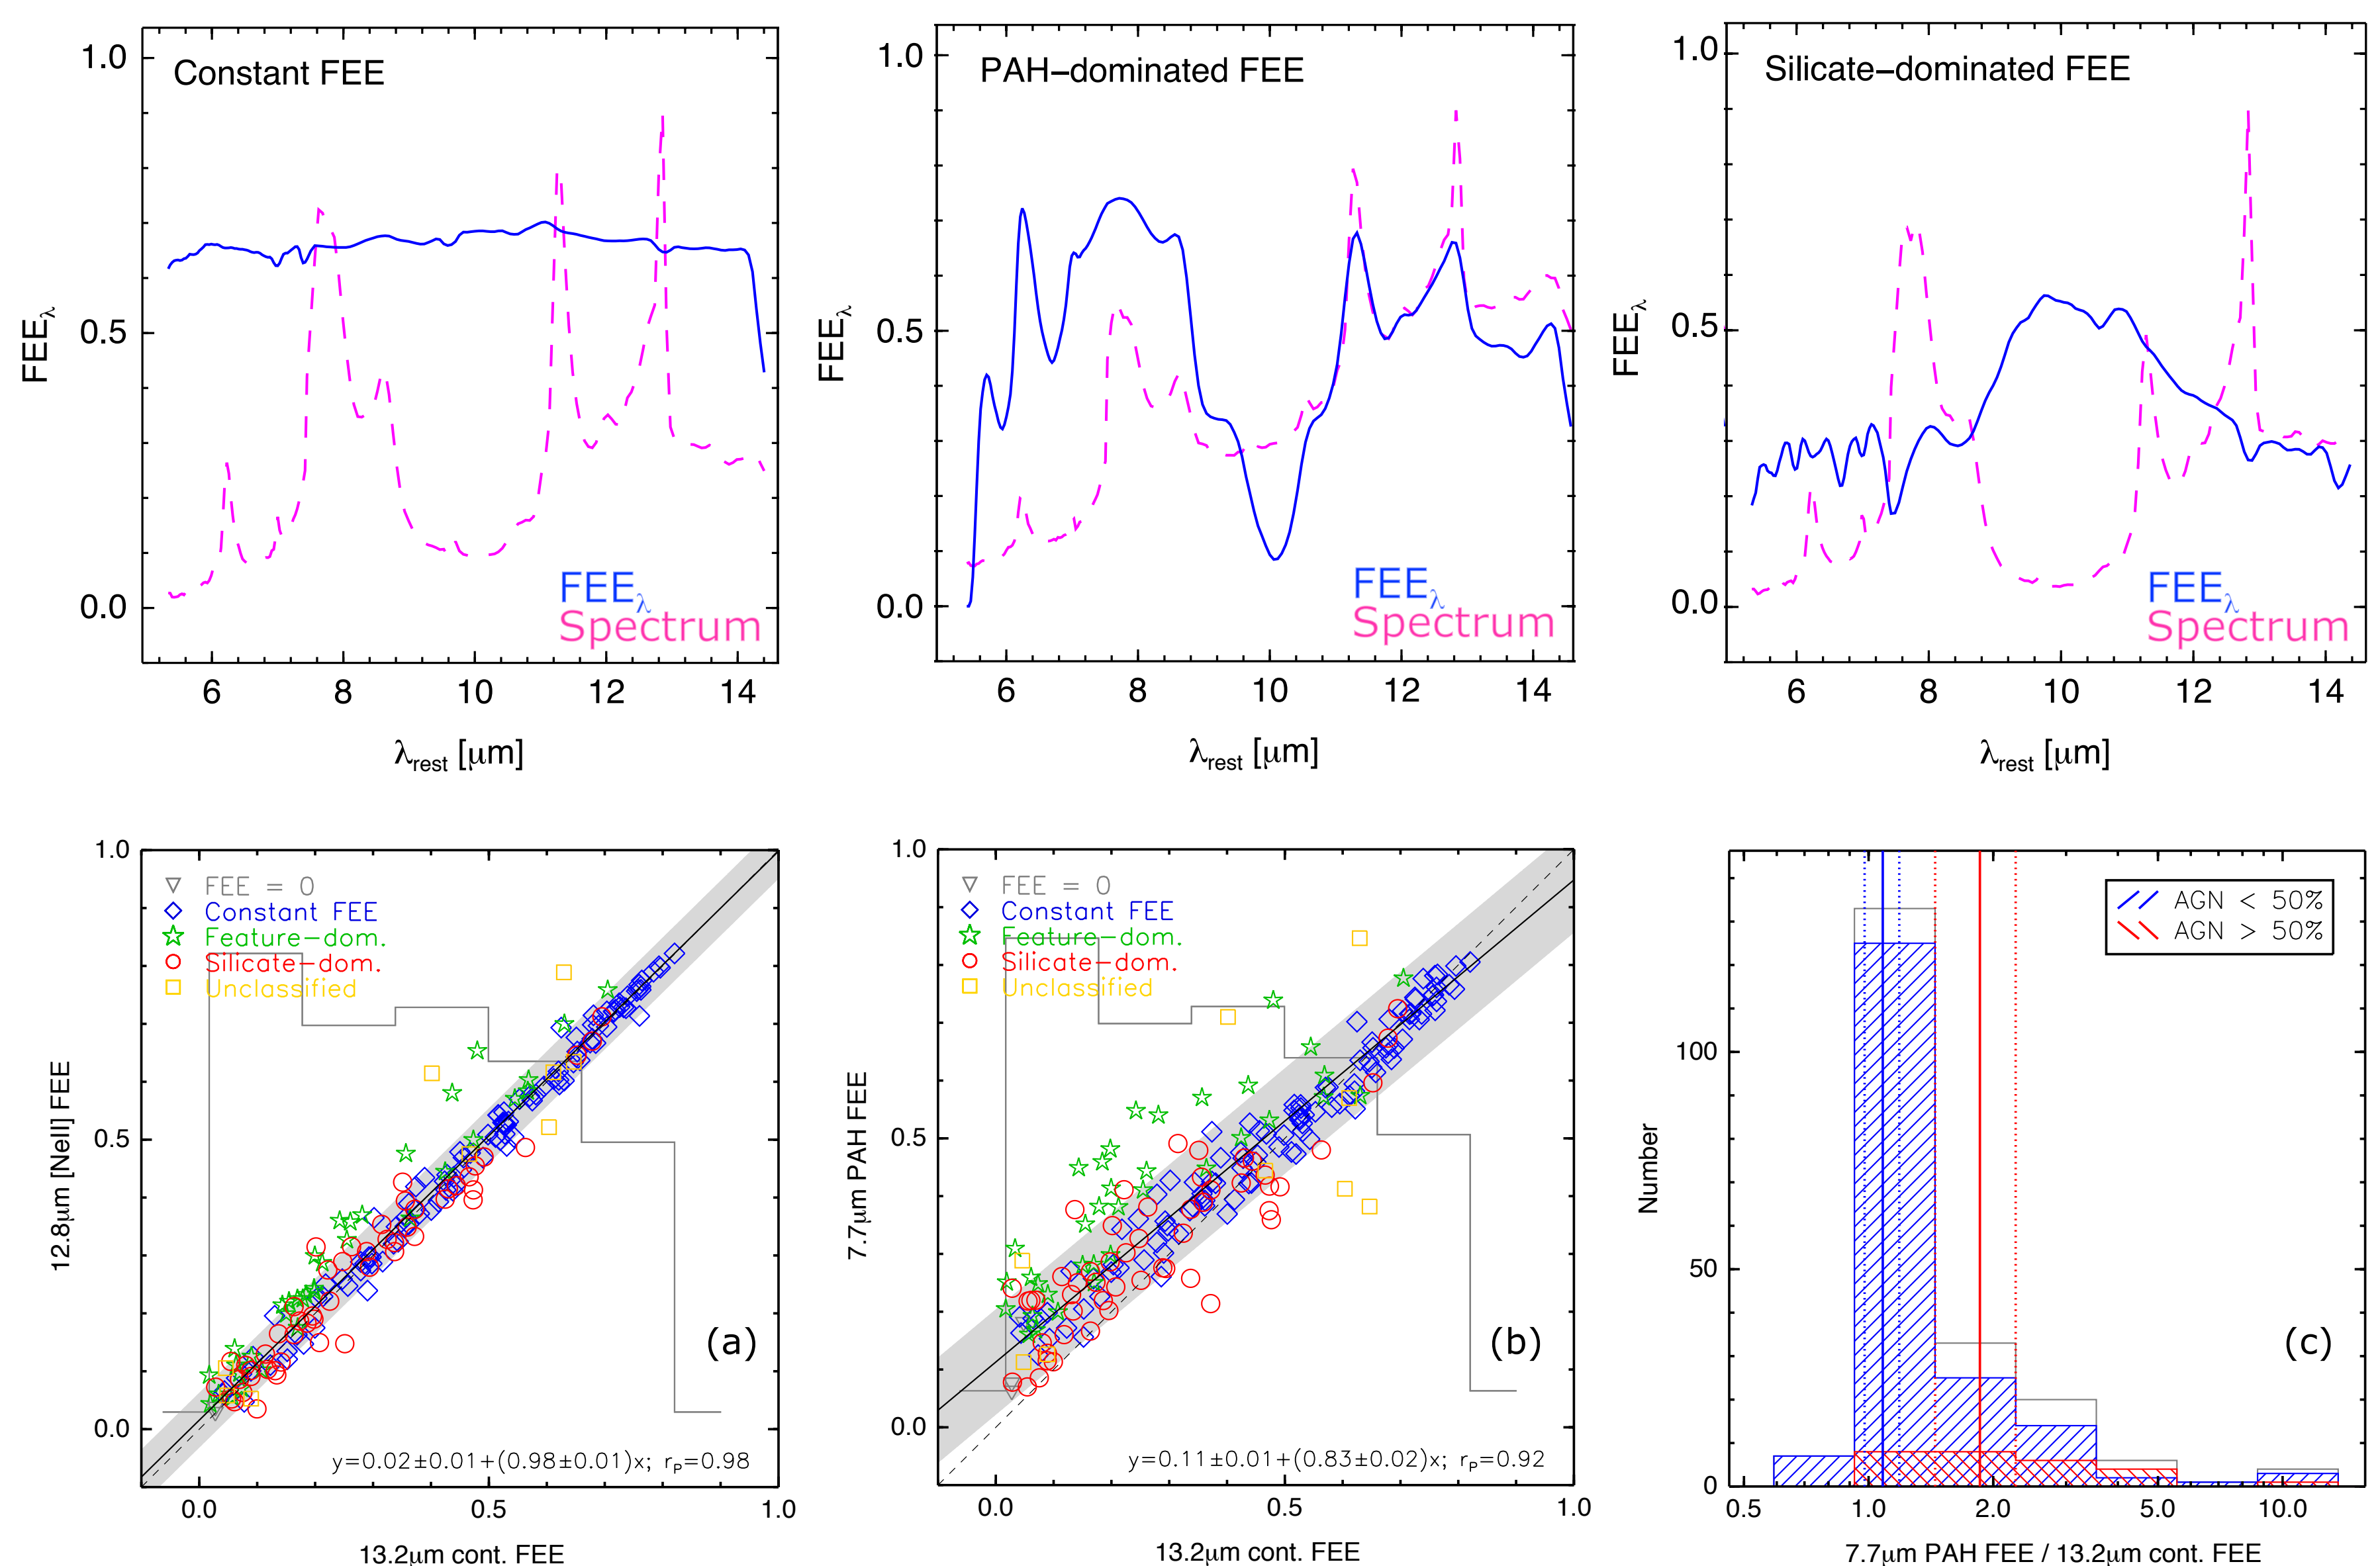 Constant FEE
1.0
0.5
0.0
FEEλ
FEEλ
Spectrum
6 8 10 12 14
λrest [μm]
PAH−dominated FEE
1.0
0.5
0.0
FEEλ
FEEλ
Spectrum
6 8 10 12 14
λrest [μm]
Silicate−dominated FEE
1.0
0.5
0.0
FEEλ
FEEλ
Spectrum
6 8 10 12 14
λrest [μm]
1.0
0.5
0.0
12.8μm [NeII] FEE
FEE = 0
Constant FEE
Feature−dom.
Silicate−dom.
Unclassified
(a)
y=0.02±0.01+(0.98±0.01)x; rP=0.98
0.0 0.5 1.0
13.2μm cont. FEE
1.0
0.5
0.0
7.7μm PAH FEE
FEE = 0
Constant FEE
Feature−dom.
Silicate−dom.
Unclassified
(b)
y=0.11±0.01+(0.83±0.02)x; rP=0.92
0.0 0.5 1.0
13.2μm cont. FEE
100
50
0
Number
AGN < 50%
AGN > 50%
(c)
0.5 1.0 2.0 5.0 10.0
7.7μm PAH FEE / 13.2μm cont. FEE